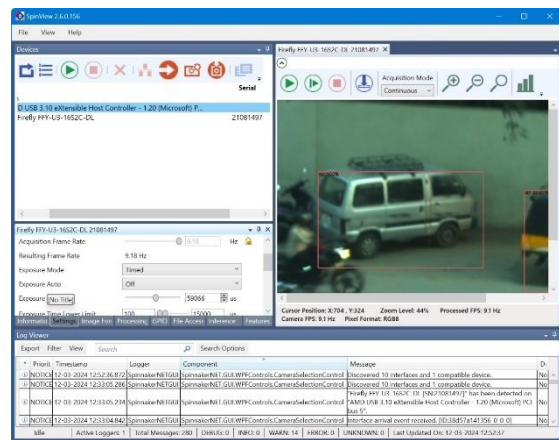 SpinView 2.6.0.156
File View Help
Devices
Serial
D USB 3.10 eXtensible Host Controller - 1.20 (Microsoft) P...
Firefly FFY-U3-16S2C-DL 21081497
Firefly FFY-U3-16S2C-DL 21081497
Acquisition Mode
Continuous
Firefly FFY-U3-16S2C-DL 21081497
Acquisition Frame Rate 9.18 Hz
Resulting Frame Rate 9.18 Hz
Exposure Mode Timed
Exposure Auto Off
Exposure No Title 59066 us
Exposure Time Lower Limit 100 15000 us
Informatio Settings Image Fon Processing GPIO File Access Inference Features
Cursor Position: X:704 , Y:324 Zoom Level: 44% Processed FPS: 9.1 Hz
Camera FPS: 9.1 Hz Pixel Format: RGB8
Log Viewer
Export Filter View Search Search Options
Priorit Timestamp Logger Component Message D
NOTICE 12-03-2024 12:52:36.872 SpinnakerNETGUI SpinnakerNET.GUI.WPFControls.CameraSelectionControl Discovered 10 interfaces and 1 compatible device. No
NOTICE 12-03-2024 12:33:05.286 SpinnakerNETGUI SpinnakerNET.GUI.WPFControls.CameraSelectionControl Discovered 10 interfaces and 1 compatible device. No
NOTICE 12-03-2024 12:33:05.234 SpinnakerNETGUI SpinnakerNET.GUI.WPFControls.CameraSelectionControl "Firefly FFY-U3-16S2C-DL [SN:21081497]" has been detected on "AMD USB 3.10 eXtensible Host Controller - 1.20 (Microsoft) PCI bus 5". No
NOTICE 12-03-2024 12:33:04.842 SpinnakerNETGUI SpinnakerNET.GUI.WPFControls.CameraSelectionControl Interface arrival event received. No
Idle Active Loggers: 1 Total Messages: 280 DEBUG: 0 INFO: 0 WARN: 14 ERROR: 0 UNKNOWN: 0 Last Updated On: 12-03-2024 12:52:37